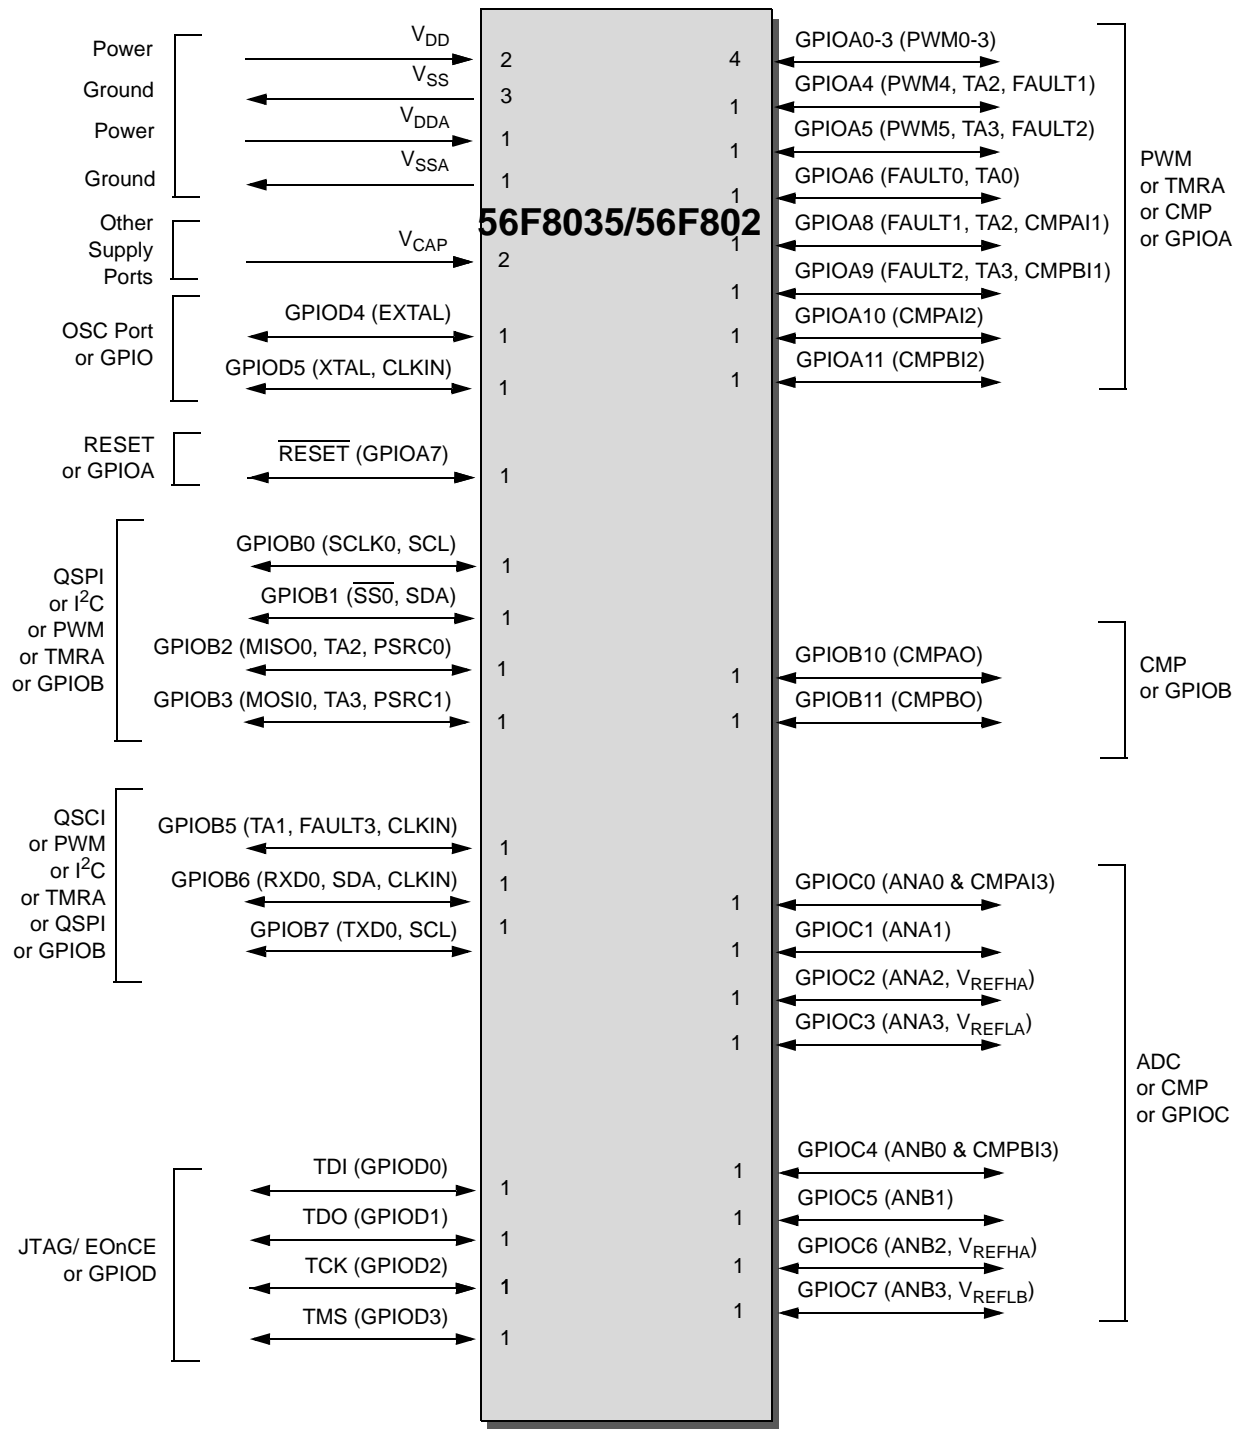 Power
V_DD
2
Ground
V_SS
3
Power
V_DDA
1
Ground
V_SSA
1
Other
Supply
Ports
V_CAP
2
OSC Port
or GPIO
GPIOD4 (EXTAL)
1
GPIOD5 (XTAL, CLKIN)
1
RESET
or GPIOA
RESET (GPIOA7)
1
QSPI
or I²C
or PWM
or TMRA
or GPIOB
GPIOB0 (SCLK0, SCL)
1
GPIOB1 (SS0, SDA)
1
GPIOB2 (MISO0, TA2, PSRC0)
1
GPIOB3 (MOSI0, TA3, PSRC1)
1
QSCI
or PWM
or I²C
or TMRA
or QSPI
or GPIOB
GPIOB5 (TA1, FAULT3, CLKIN)
1
GPIOB6 (RXD0, SDA, CLKIN)
1
GPIOB7 (TXD0, SCL)
1
JTAG/ EOnCE
or GPIOD
TDI (GPIOD0)
1
TDO (GPIOD1)
1
TCK (GPIOD2)
1
TMS (GPIOD3)
1
56F8035/56F802
4
GPIOA0-3 (PWM0-3)
1
GPIOA4 (PWM4, TA2, FAULT1)
1
GPIOA5 (PWM5, TA3, FAULT2)
1
GPIOA6 (FAULT0, TA0)
1
GPIOA8 (FAULT1, TA2, CMPAI1)
1
GPIOA9 (FAULT2, TA3, CMPBI1)
1
GPIOA10 (CMPAI2)
1
GPIOA11 (CMPBI2)
PWM
or TMRA
or CMP
or GPIOA
1
GPIOB10 (CMPAO)
1
GPIOB11 (CMPBO)
CMP
or GPIOB
1
GPIOC0 (ANA0 & CMPAI3)
1
GPIOC1 (ANA1)
1
GPIOC2 (ANA2, V_REFHA)
1
GPIOC3 (ANA3, V_REFLA)
1
GPIOC4 (ANB0 & CMPBI3)
1
GPIOC5 (ANB1)
1
GPIOC6 (ANB2, V_REFHA)
1
GPIOC7 (ANB3, V_REFLB)
ADC
or CMP
or GPIOC